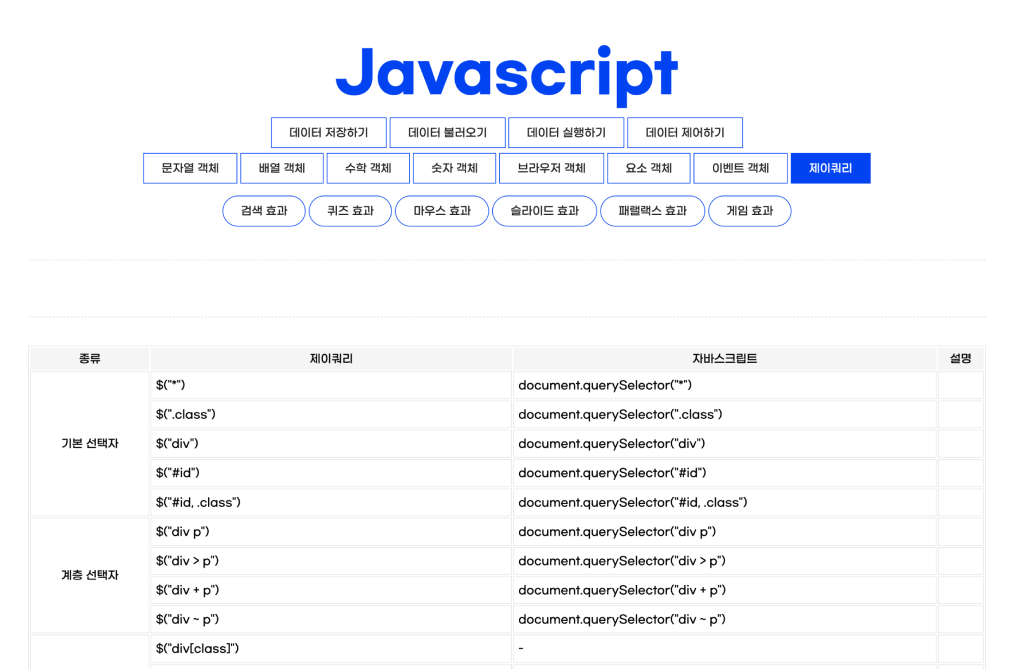 Javascript
데이터 저장하기 데이터 불러오기 데이터 실행하기 데이터 제어하기
문자열 객체 배열 객체 수학 객체 숫자 객체 브라우저 객체 요소 객체 이벤트 객체 제이쿼리
검색 효과 퀴즈 효과 마우스 효과 슬라이드 효과 패럴랙스 효과 게임 효과
종류 제이쿼리 자바스크립트 설명
$("*") document.querySelector("*")
$(".class") document.querySelector(".class")
기본 선택자 $("div") document.querySelector("div")
$("#id") document.querySelector("#id")
$("#id, .class") document.querySelector("#id, .class")
$("div p") document.querySelector("div p")
계층 선택자 $("div > p") document.querySelector("div > p")
$("div + p") document.querySelector("div + p")
$("div ~ p") document.querySelector("div ~ p")
$("div[class]") -